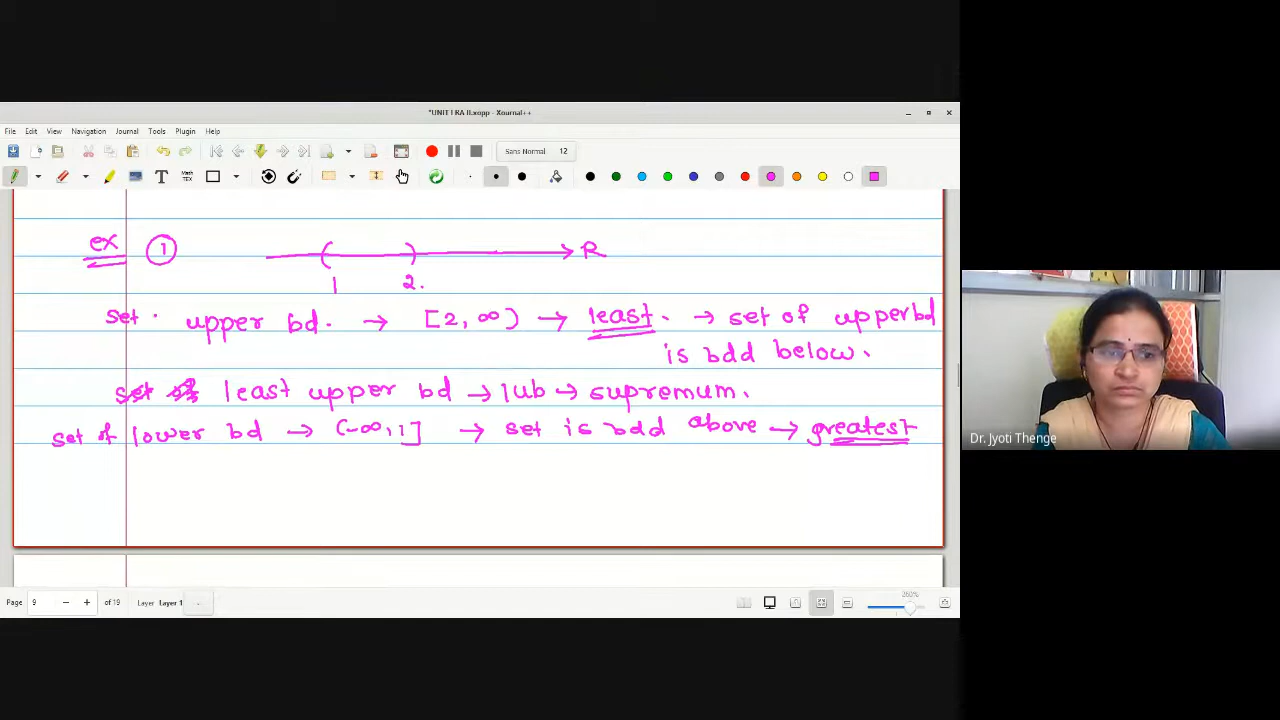 *UNIT I RA II.xopp - Xournal++
File Edit View Navigation Journal Tools Plugin Help
Sans Normal 12
ex ① R
1 2.
set. upper bd. → [2, ∞) → least. → set of upper bd
is bdd below.
least upper bd → lub → supremum.
set of lower bd → (-∞, 1] → set is bdd above → greatest
Dr. Jyoti Thenge
Page 9 of 19 Layer Layer 1